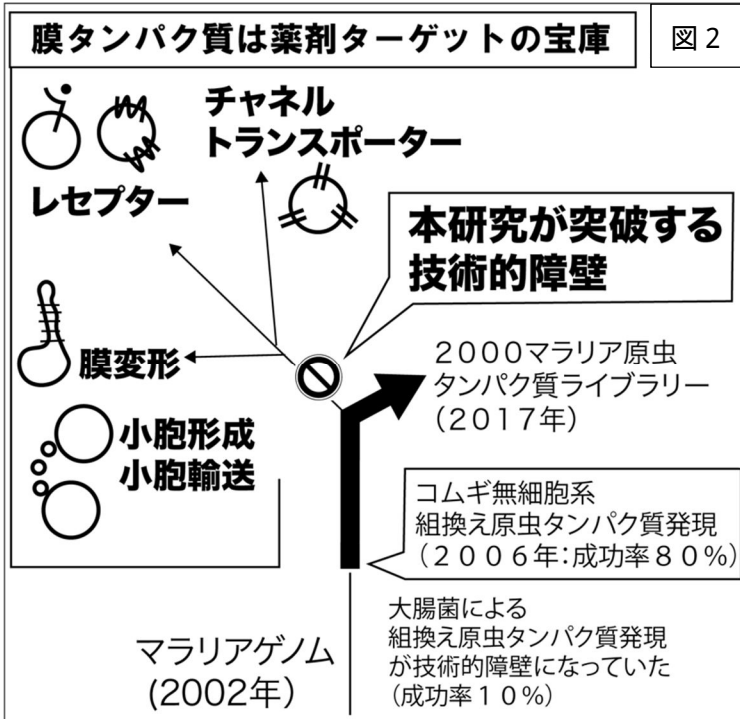 膜タンパク質は薬剤ターゲットの宝庫
図2
チャネル
トランスポーター
レセプター
本研究が突破する
技術的障壁
膜変形
2000マラリア原虫
タンパク質ライブラリー
(2017年)
小胞形成
小胞輸送
コムギ無細胞系
組換え原虫タンパク質発現
(2006年:成功率80%)
大腸菌による
組換え原虫タンパク質発現
が技術的障壁になっていた
(成功率10%)
マラリアゲノム
(2002年)